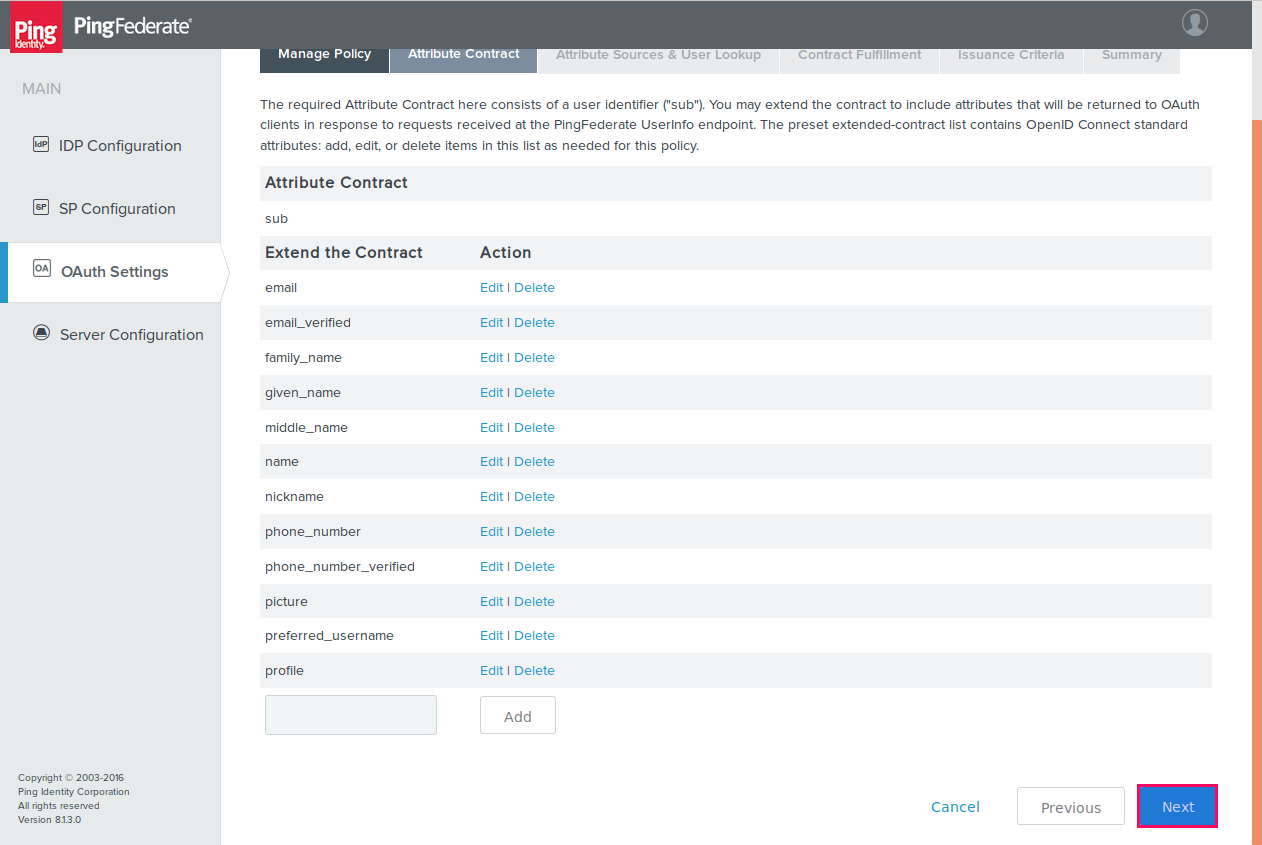 Ping
Identity.
PingFederate®
MAIN
IDP Configuration
SP Configuration
OA OAuth Settings
Server Configuration
Copyright © 2003-2016
Ping Identity Corporation
All rights reserved
Version 8.1.3.0
Manage Policy Attribute Contract Attribute Sources & User Lookup Contract Fulfillment Issuance Criteria Summary
The required Attribute Contract here consists of a user identifier ("sub"). You may extend the contract to include attributes that will be returned to OAuth
clients in response to requests received at the PingFederate UserInfo endpoint. The preset extended-contract list contains OpenID Connect standard
attributes: add, edit, or delete items in this list as needed for this policy.
Attribute Contract
sub
Extend the Contract Action
email Edit | Delete
email_verified Edit | Delete
family_name Edit | Delete
given_name Edit | Delete
middle_name Edit | Delete
name Edit | Delete
nickname Edit | Delete
phone_number Edit | Delete
phone_number_verified Edit | Delete
picture Edit | Delete
preferred_username Edit | Delete
profile Edit | Delete
Add
Cancel Previous Next